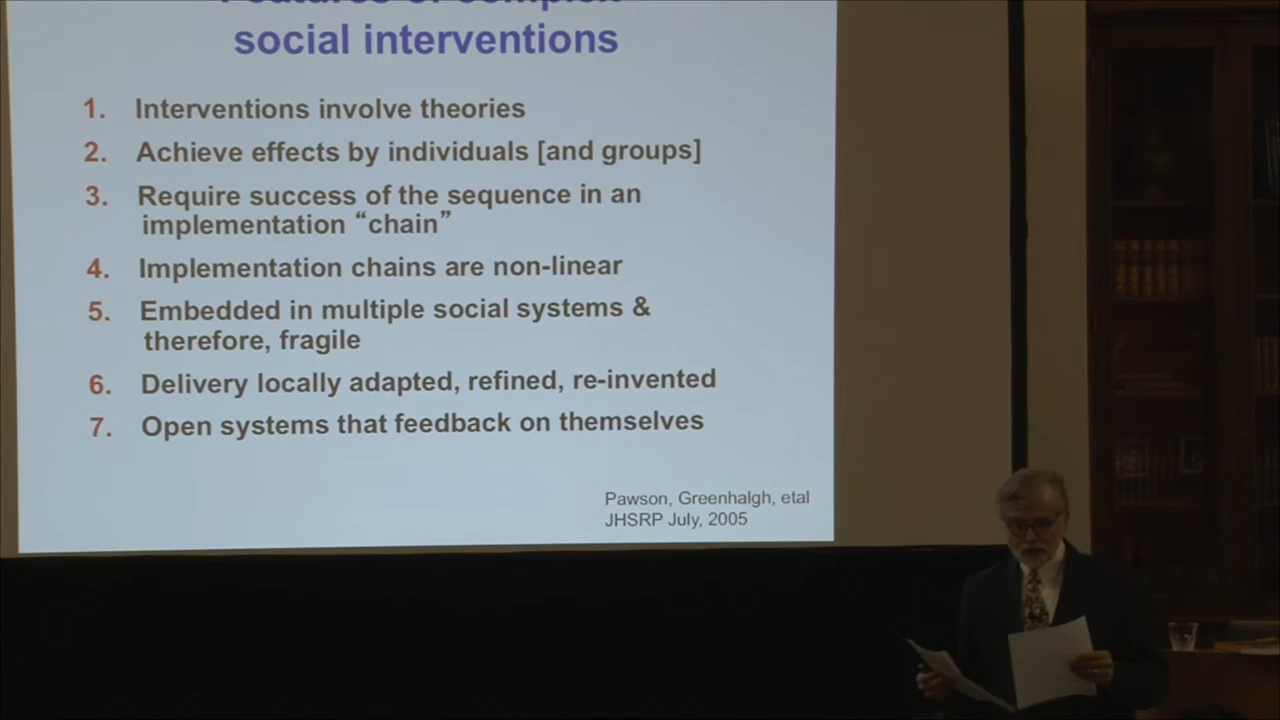 Features of complex
social interventions
1. Interventions involve theories
2. Achieve effects by individuals [and groups]
3. Require success of the sequence in an
implementation “chain”
4. Implementation chains are non-linear
5. Embedded in multiple social systems &
therefore, fragile
6. Delivery locally adapted, refined, re-invented
7. Open systems that feedback on themselves
Pawson, Greenhalgh, etal
JHSRP July, 2005